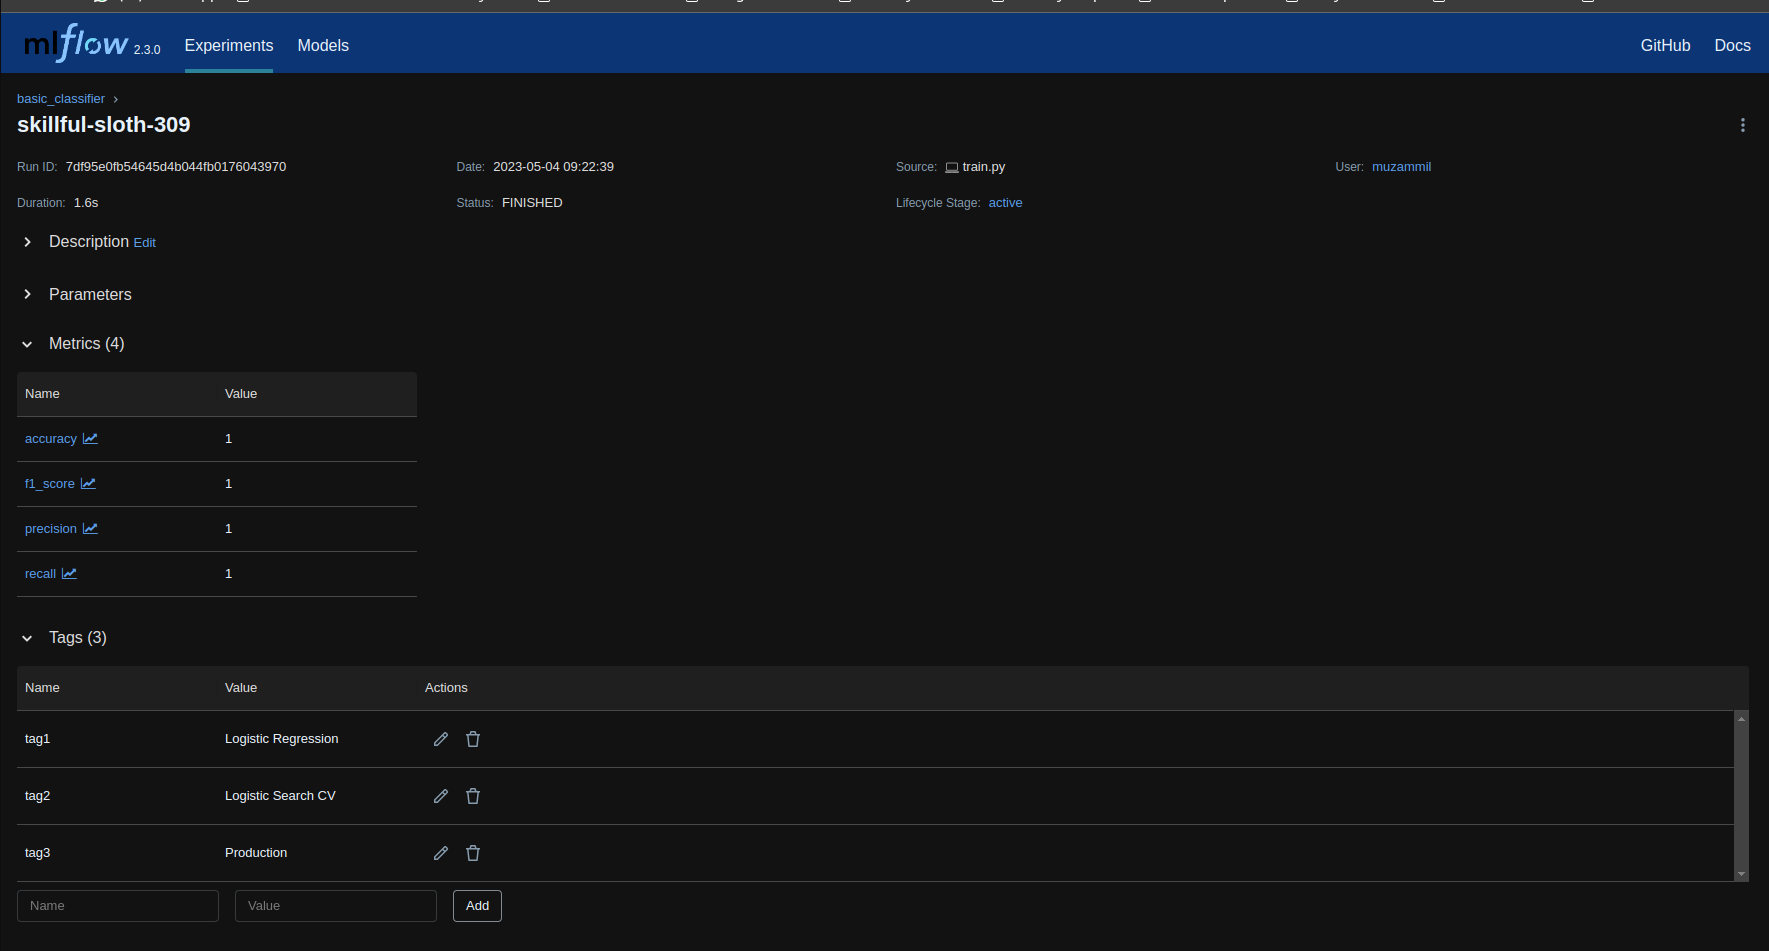 mlflow 2.3.0 Experiments Models GitHub Docs
basic_classifier ›
skillful-sloth-309
Run ID: 7df95e0fb54645d4b044fb0176043970 Date: 2023-05-04 09:22:39 Source: train.py User: muzammil
Duration: 1.6s Status: FINISHED Lifecycle Stage: active
Description Edit
Parameters
Metrics (4)
Name Value
accuracy 1
f1_score 1
precision 1
recall 1
Tags (3)
Name Value Actions
tag1 Logistic Regression
tag2 Logistic Search CV
tag3 Production
Name Value Add